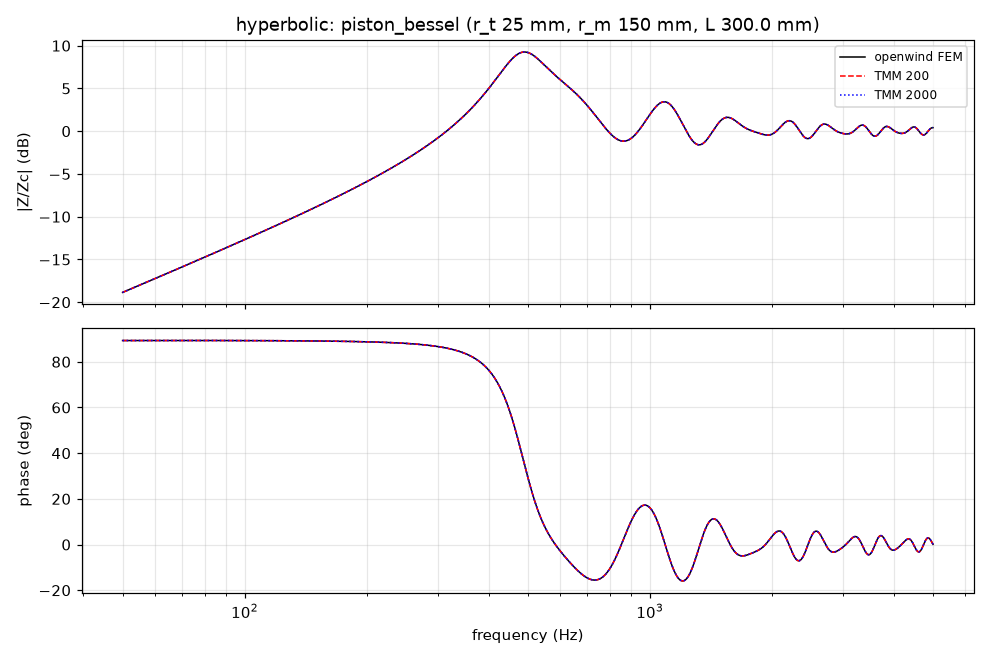 hyperbolic: piston_bessel (r_t 25 mm, r_m 150 mm, L 300.0 mm)
10
5
0
−5
−10
−15
−20
|Z/Zc| (dB)
openwind FEM
TMM 200
TMM 2000
80
60
40
20
0
−20
phase (deg)
10²
10³
frequency (Hz)